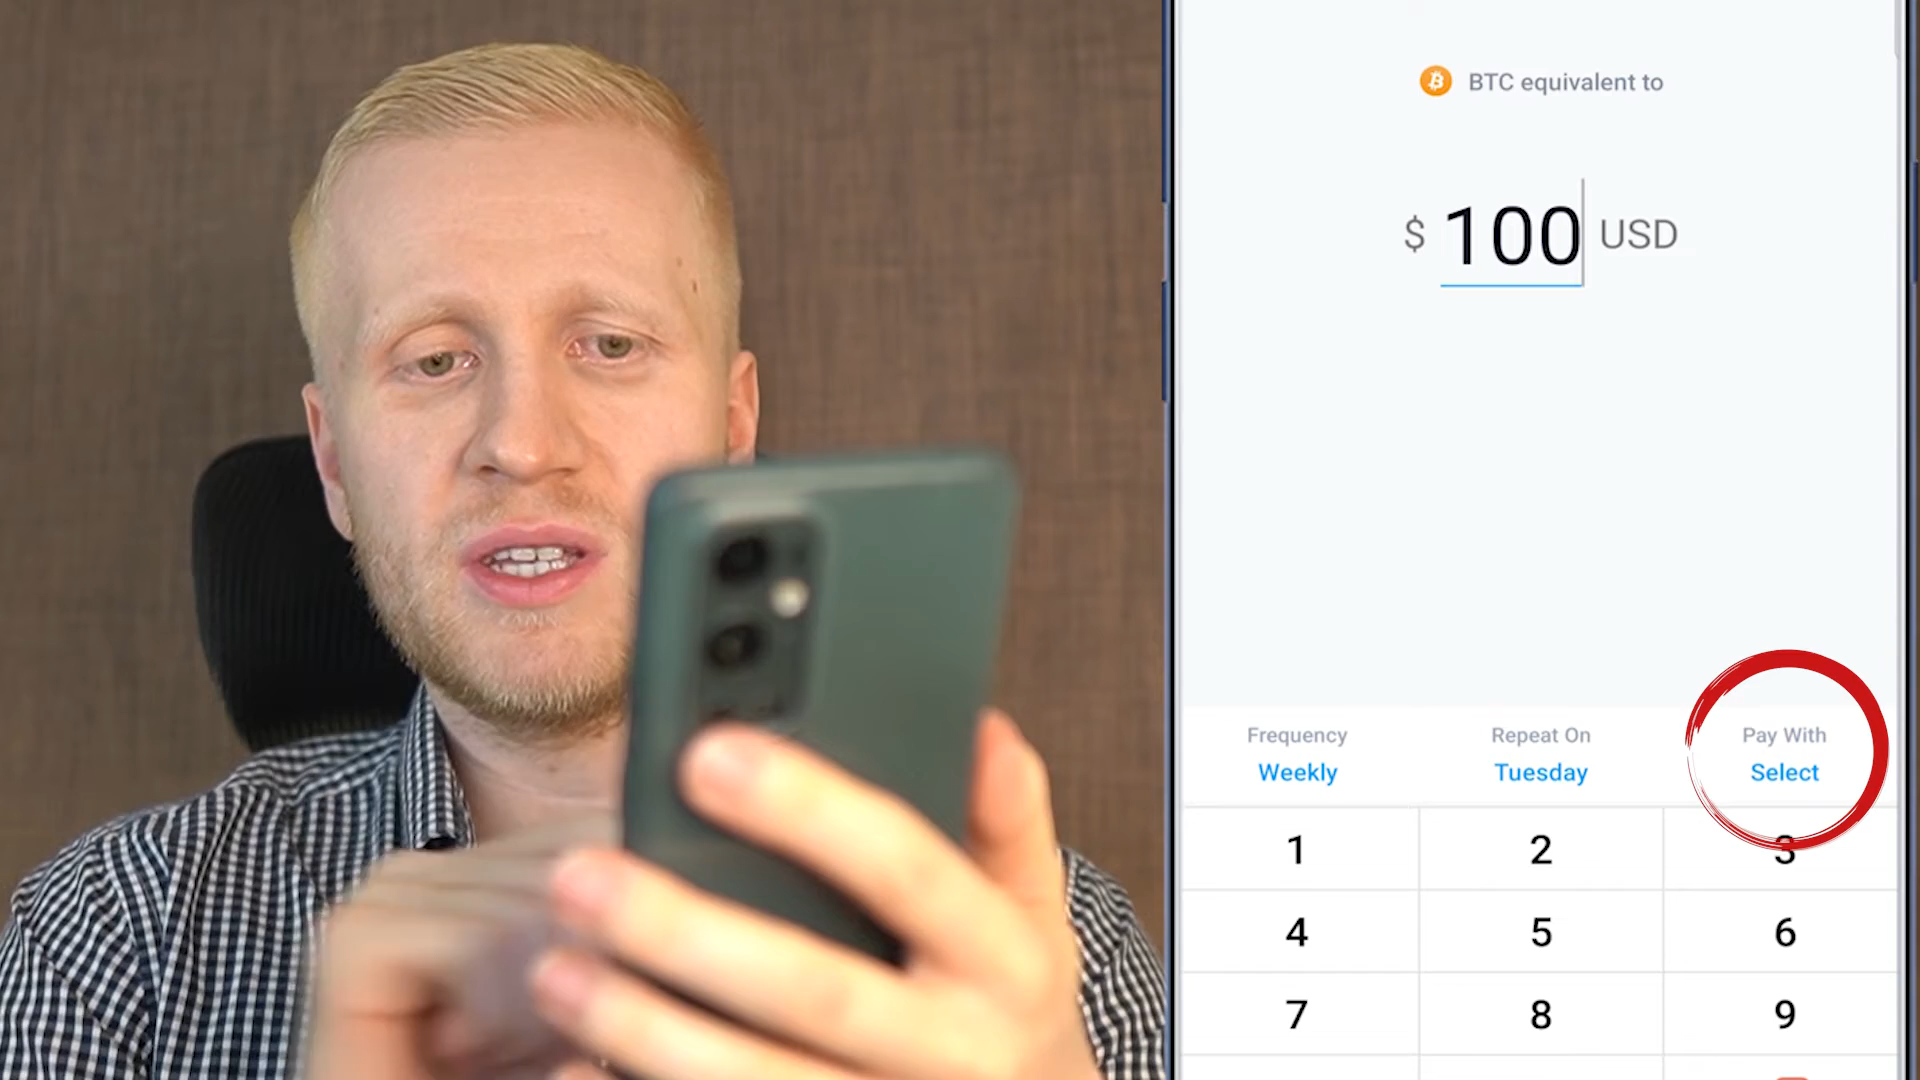 BTC equivalent to
$ 100 USD
Frequency Repeat On Pay With
Weekly Tuesday Select
1 2 3
4 5 6
7 8 9